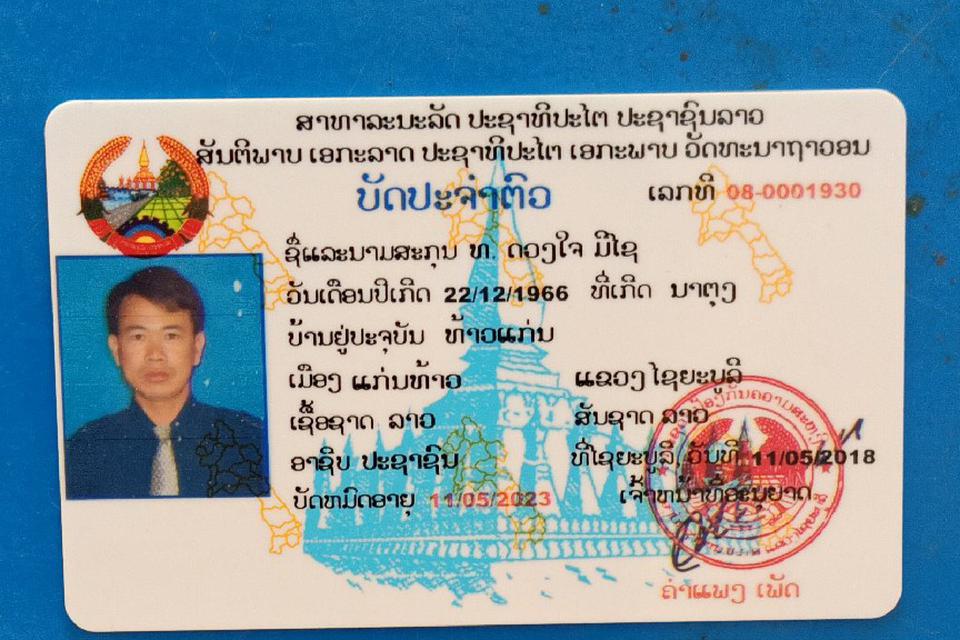 ສາທາລະນະລັດ ປະຊາທິປະໄຕ ປະຊາຊົນລາວ
ສັນຕິພາບ ເອກະລາດ ປະຊາທິປະໄຕ ເອກະພາບ ວັດທະນາຖາວອນ
ບັດປະຈຳຕົວ ເລກທີ 08-0001930
ຊື່ແລະນາມສະກຸນ ທ. ດວງໃຈ ມີໄຊ
ວັນເດືອນປີເກີດ 22/12/1966 ທີ່ເກີດ ນາຕຸງ
ບ້ານຢູ່ປະຈຸບັນ ທ້າວແກ່ນ
ເມືອງ ແກ່ນທ້າວ ແຂວງ ໄຊຍະບູລີ
ເຊື້ອຊາດ ລາວ ສັນຊາດ ລາວ
ອາຊິບ ປະຊາຊົນ ທີ່ໄຊຍະບູລີ, ວັນທີ 11/05/2018
ບັດຫມົດອາຍຸ 11/05/2023 ເຈົ້າຫນ້າທີ່ອະນຸຍາດ
ຄຳແພງ ເພັດ